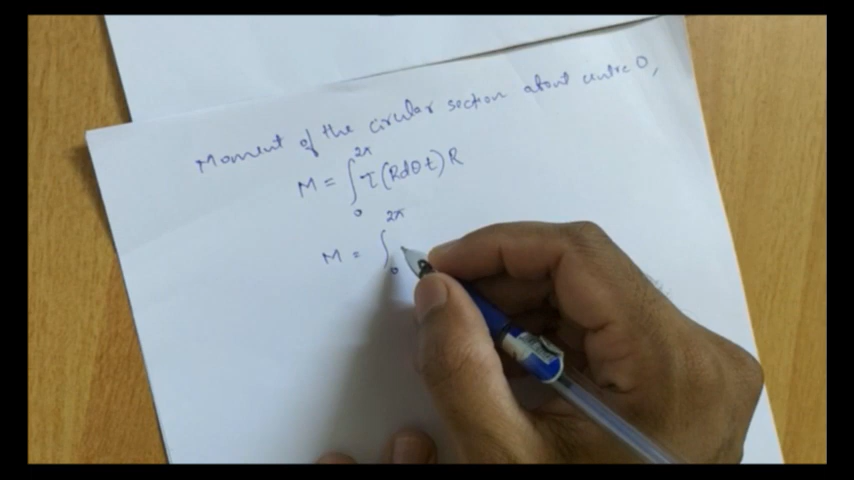 Moment of the circular section about centre O,
M = ∫₀^2π τ(Rdθ t) R
M = ∫₀^2π